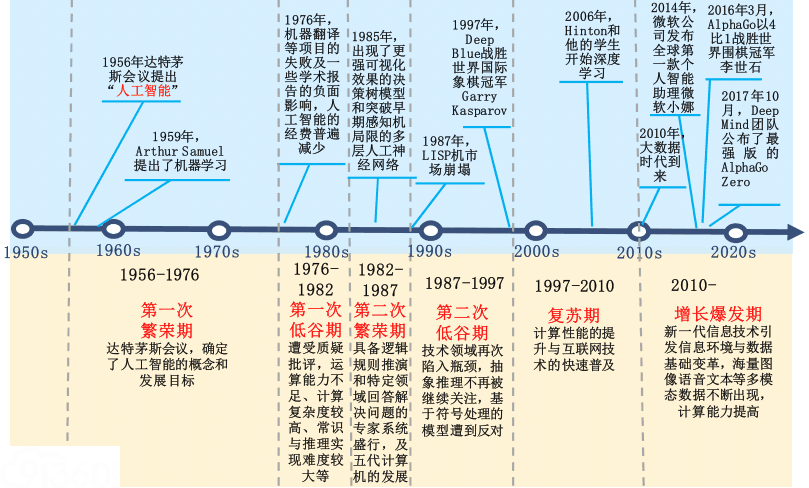 1956年达特茅
斯会议提出
“人工智能”
1959年，
Arthur Samuel
提出了机器学习
1976年，
机器翻译
等项目的
失败及一
些学术报
告的负面
影响，人
工智能的
经费普遍
减少
1985年，
出现了更
强可视化
效果的决
策树模型
和突破早
期感知机
局限的多
层人工神
经网络
1987年，
LISP机市
场崩塌
1997年，
Deep
Blue战胜
世界国际
象棋冠军
Garry
Kasparov
2006年，
Hinton和
他的学生
开始深度
学习
2010年，
大数据
时代到
来
2014年，
微软公
司发布
全球第
一款个
人智能
助理微
软小娜
2016年3月，
AlphaGo以4
比1战胜世
界围棋冠军
李世石
2017年10
月，Deep
Mind团队
公布了最
强版的
AlphaGo
Zero
1950s
1960s
1970s
1980s
1990s
2000s
2010s
2020s
1956-1976
第一次
繁荣期
达特茅斯会议，确定
了人工智能的概念和
发展目标
1976-
1982
第一次
低谷期
遭受质疑
批评，运
算能力不
足、计算
复杂度较
高、常识
与推理实
现难度较
大等
1982-
1987
第二次
繁荣期
具备逻辑
规则推演
和特定领
域回答解
决问题的
专家系统
盛行，及
五代计算
机的发展
1987-1997
第二次
低谷期
技术领域再次
陷入瓶颈，抽
象推理不再被
继续关注，基
于符号处理的
模型遭到反对
1997-2010
复苏期
计算性能的提
升与互联网技
术的快速普及
2010-
增长爆发期
新一代信息技术引
发信息环境与数据
基础变革，海量图
像语音文本等多模
态数据不断出现，
计算能力提高